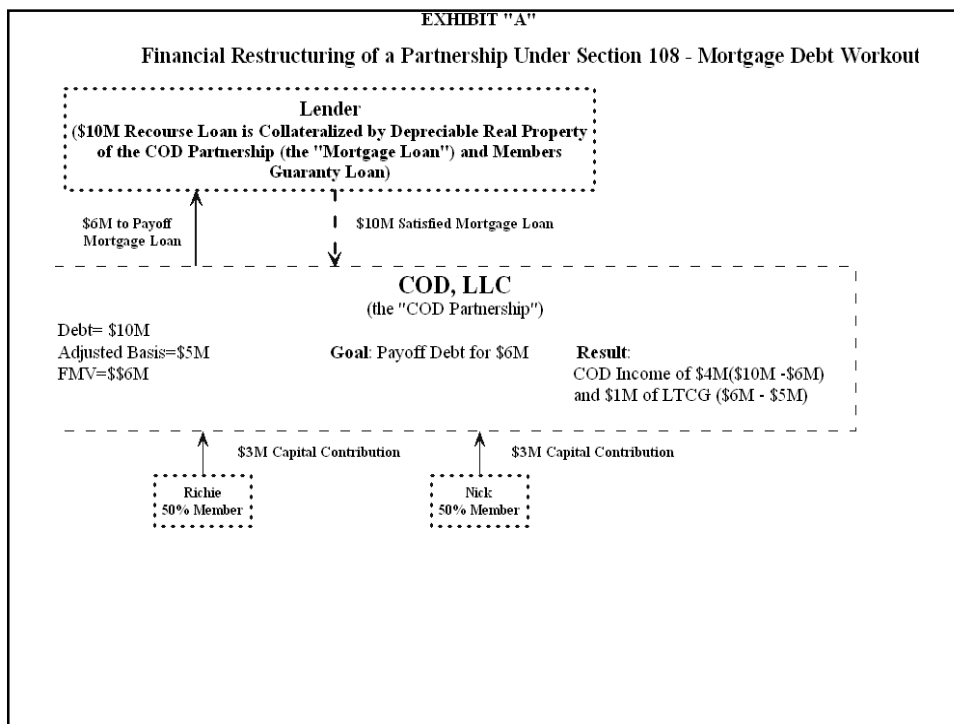 EXHIBIT "A"
Financial Restructuring of a Partnership Under Section 108 - Mortgage Debt Workout
Lender
($10M Recourse Loan is Collateralized by Depreciable Real Property
of the COD Partnership (the "Mortgage Loan") and Members
Guaranty Loan)
$6M to Payoff
Mortgage Loan
$10M Satisfied Mortgage Loan
COD, LLC
(the "COD Partnership")
Debt= $10M
Adjusted Basis=$5M
FMV=$$6M
Goal: Payoff Debt for $6M
Result:
COD Income of $4M($10M -$6M)
and $1M of LTCG ($6M - $5M)
$3M Capital Contribution
$3M Capital Contribution
Richie
50% Member
Nick
50% Member